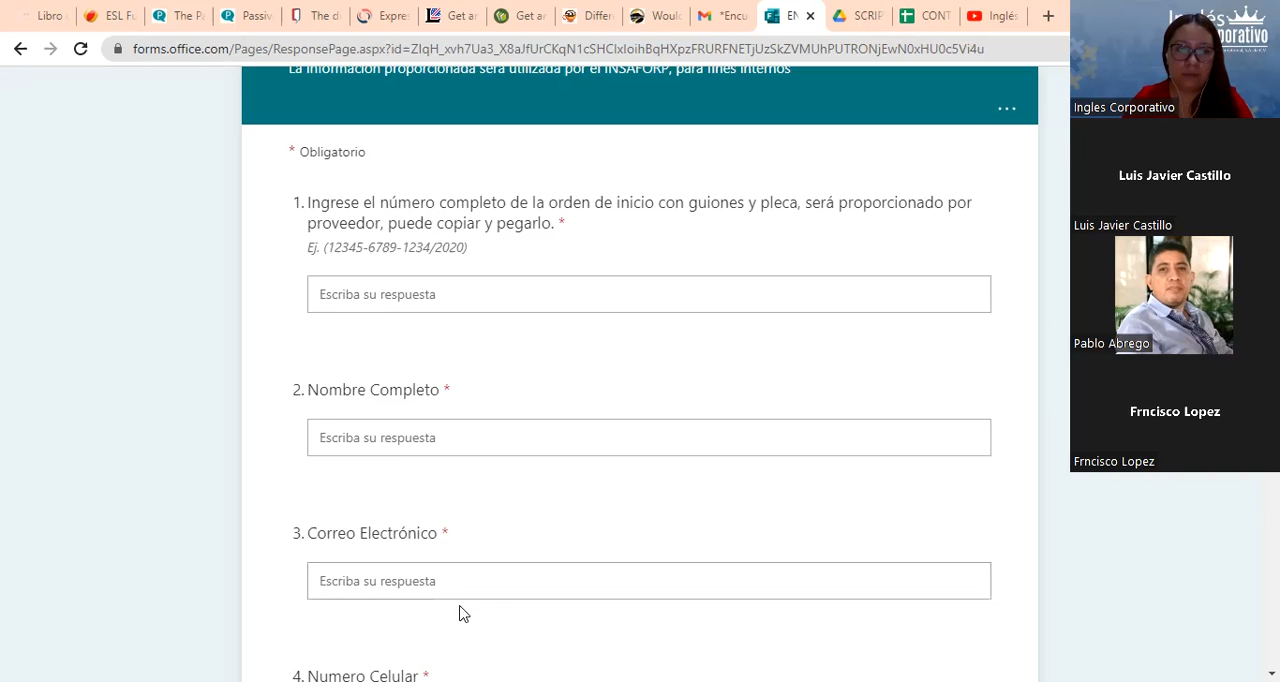 Libro
ESL Fu
The Pa
Passiv
The di
Expres
Get ar
Get ar
Differ
Would
*Encu
EN
SCRIP
CONT
Inglés
forms.office.com/Pages/ResponsePage.aspx?id=ZIqH_xvh7Ua3_X8aJfUrCKqN1cSHClxIoihBqHXpzFRURFNETjUzSkZVMUhPUTRONjEwN0xHU0c5Vi4u
La información proporcionada será utilizada por el INSAFORP, para fines internos
...
* Obligatorio
1. Ingrese el número completo de la orden de inicio con guiones y pleca, será proporcionado por
proveedor, puede copiar y pegarlo. *
Ej. (12345-6789-1234/2020)
Escriba su respuesta
2. Nombre Completo *
Escriba su respuesta
3. Correo Electrónico *
Escriba su respuesta
4. Numero Celular *
Inglés
Corporativo
Ingles Corporativo
Luis Javier Castillo
Luis Javier Castillo
Pablo Abrego
Frncisco Lopez
Frncisco Lopez